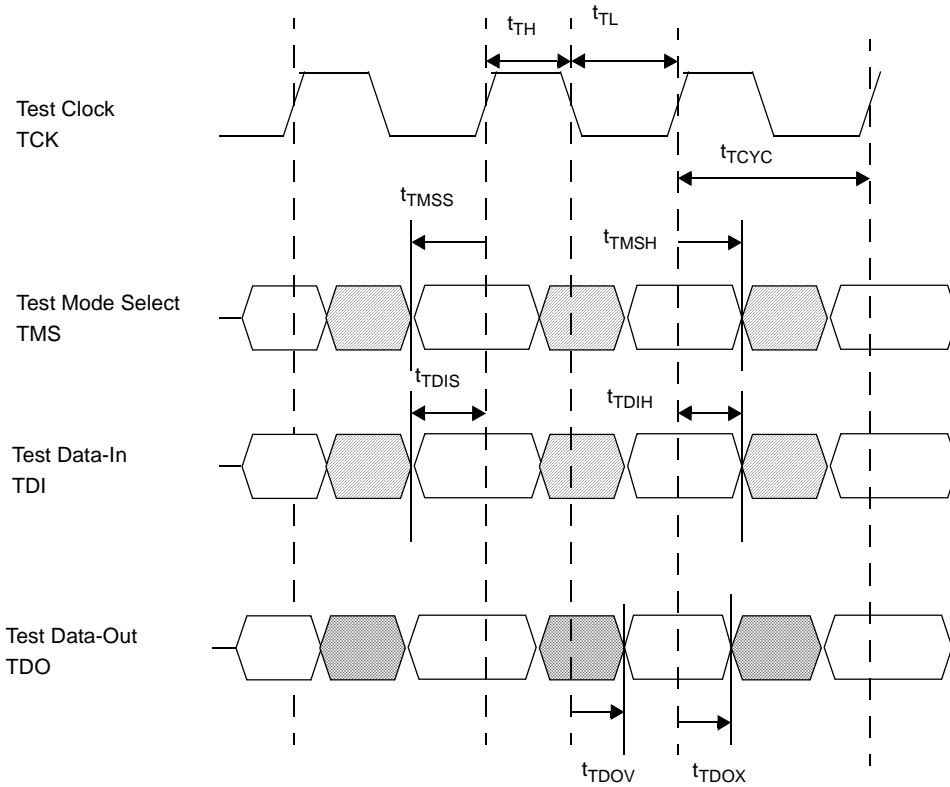 tTH
tTL
Test Clock
TCK
tTCYC
tTMSS
tTMSH
Test Mode Select
TMS
tTDIS
tTDIH
Test Data-In
TDI
Test Data-Out
TDO
tTDOV
tTDOX